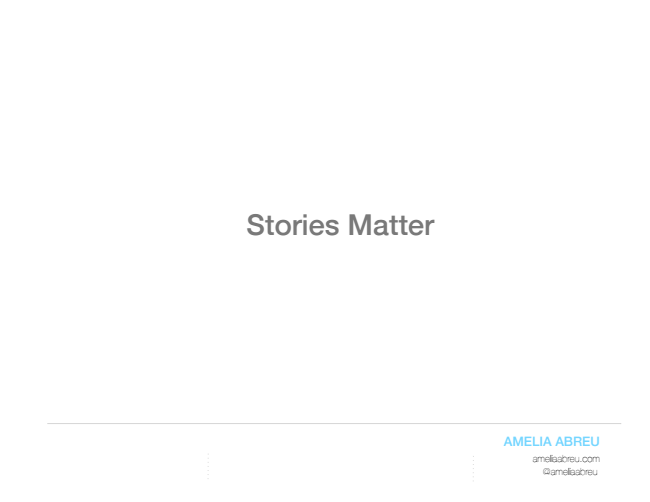 Stories Matter
AMELIA ABREU
ameliaabreu.com
@ameliaabreu